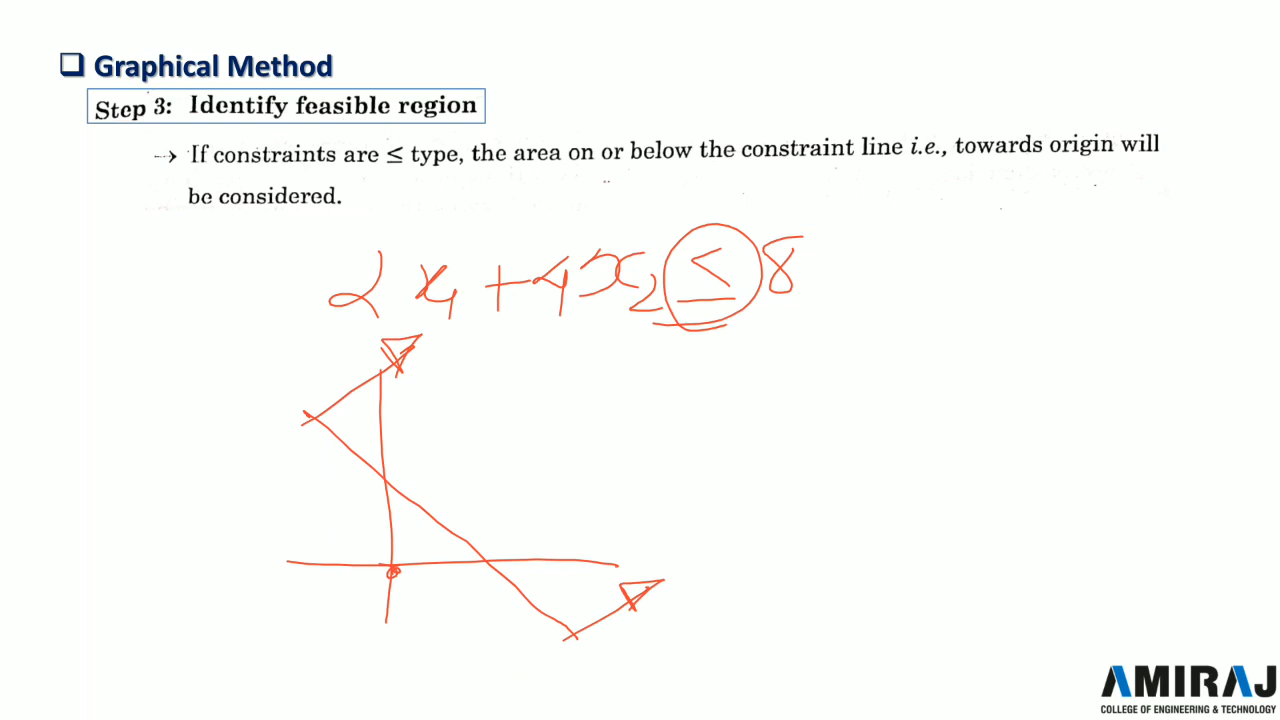 Graphical Method
Step 3: Identify feasible region
If constraints are ≤ type, the area on or below the constraint line i.e., towards origin will
be considered.
2x₁ + 4x₂ ≤ 8
AMIRAJ
COLLEGE OF ENGINEERING & TECHNOLOGY